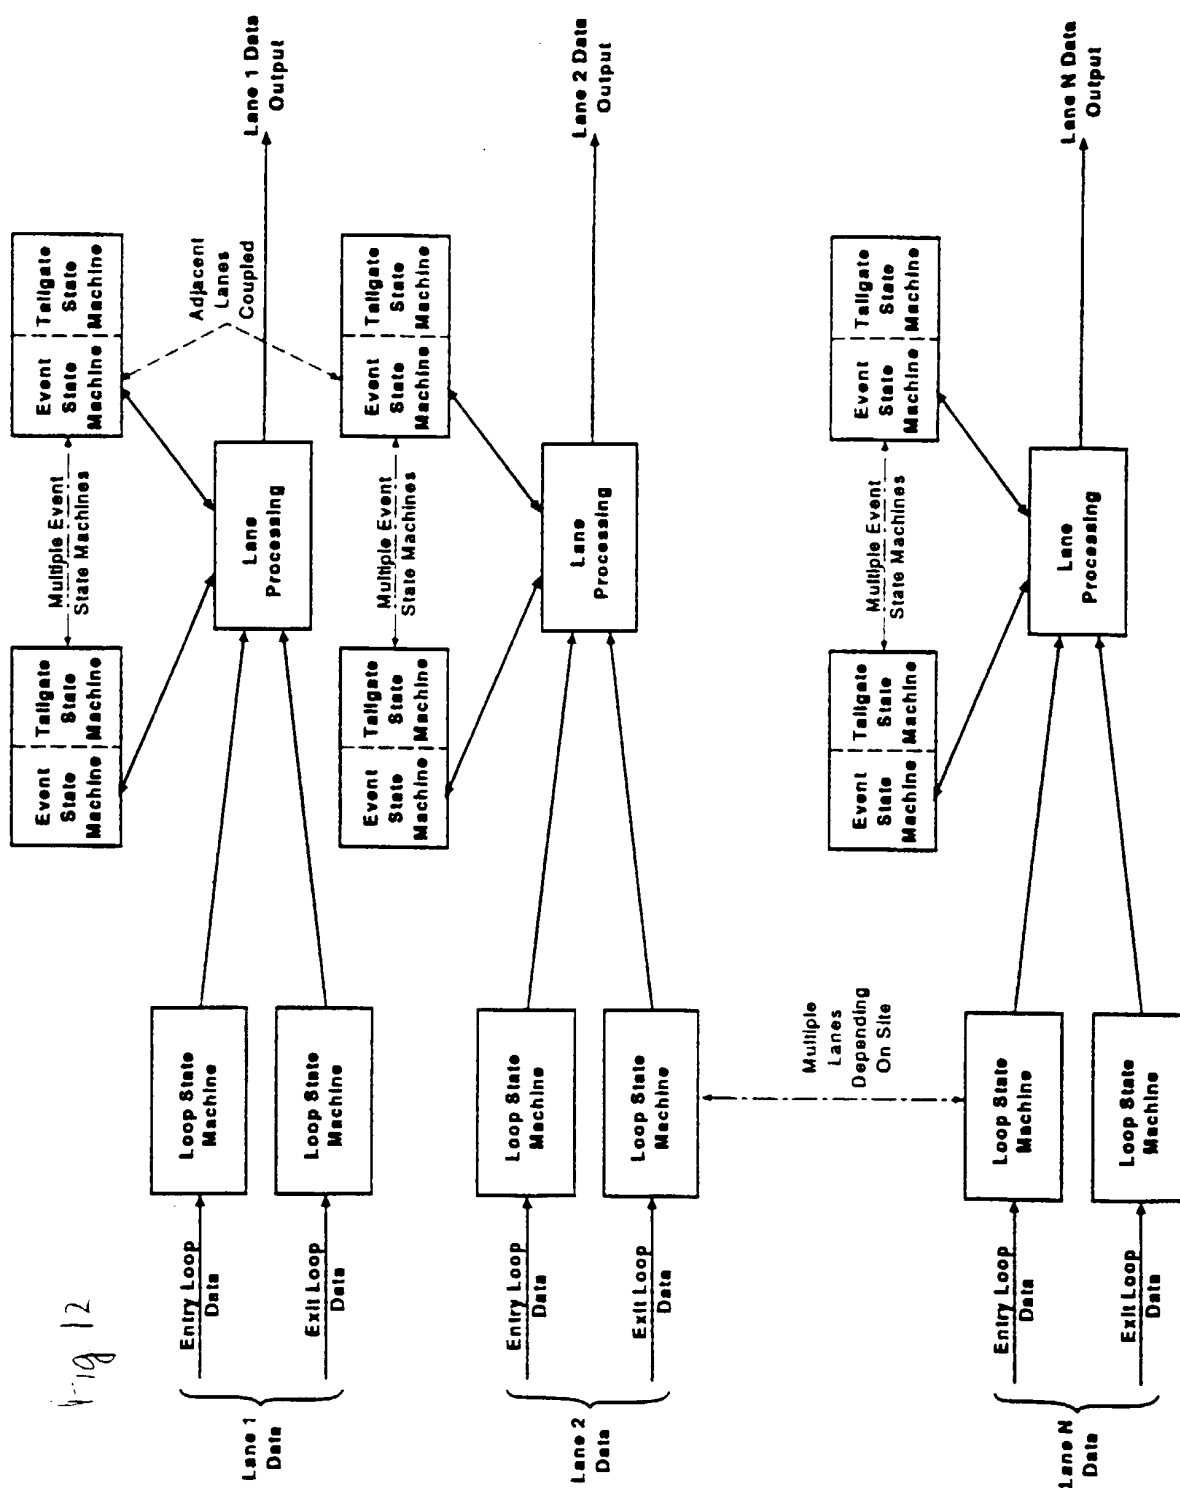 Fig 12
Event
State
Machine
Tailgate
State
Machine
Multiple Event
State Machines
Event
State
Machine
Tailgate
State
Machine
Lane 1
Data
Entry Loop
Data
Loop State
Machine
Exit Loop
Data
Loop State
Machine
Lane
Processing
Adjacent
Lanes
Coupled
Lane 1 Data
Output
Event
State
Machine
Tailgate
State
Machine
Multiple Event
State Machines
Event
State
Machine
Tailgate
State
Machine
Lane 2
Data
Entry Loop
Data
Loop State
Machine
Exit Loop
Data
Loop State
Machine
Lane
Processing
Lane 2 Data
Output
Multiple
Lanes
Depending
On Site
Event
State
Machine
Tailgate
State
Machine
Multiple Event
State Machines
Event
State
Machine
Tailgate
State
Machine
Lane N
Data
Entry Loop
Data
Loop State
Machine
Exit Loop
Data
Loop State
Machine
Lane
Processing
Lane N Data
Output